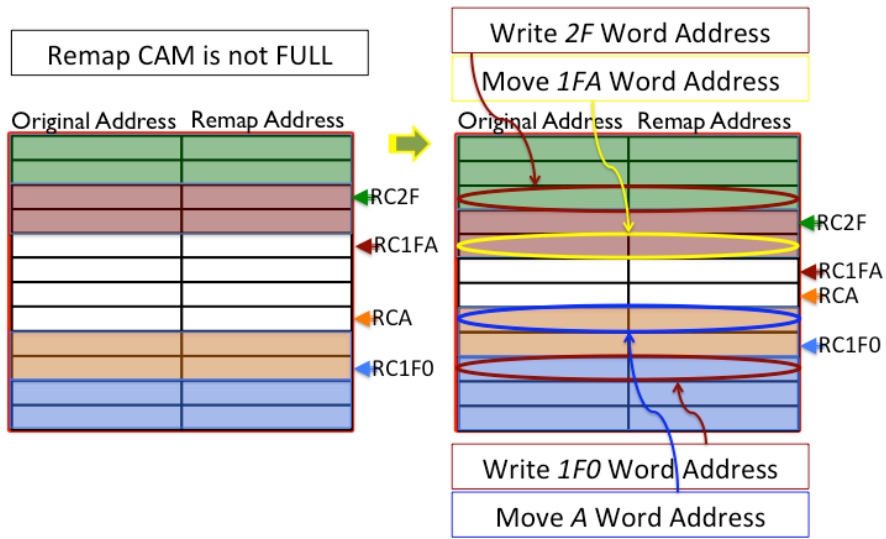 Remap CAM is not FULL
Original Address Remap Address
RC2F
RC1FA
RCA
RC1F0
Write 2F Word Address
Move 1FA Word Address
Original Address Remap Address
RC2F
RC1FA
RCA
RC1F0
Write 1F0 Word Address
Move A Word Address